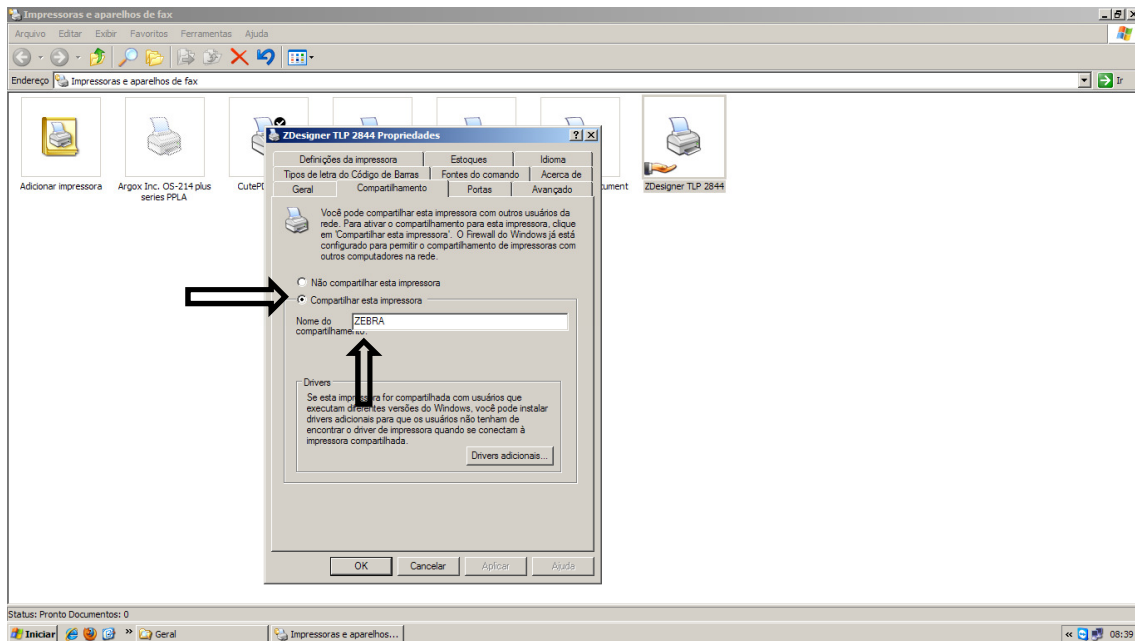 Impressoras e aparelhos de fax
Arquivo Editar Exibir Favoritos Ferramentas Ajuda
Endereço Impressoras e aparelhos de fax Ir
Adicionar impressora
Argox Inc. OS-214 plus
series PPLA
ZDesigner TLP 2844
ZDesigner TLP 2844 Propriedades
Definições da impressora Estoques Idioma
Tipos de letra do Código de Barras Fontes do comando Acerca de
Geral Compartilhamento Portas Avançado
Você pode compartilhar esta impressora com outros usuários da
rede. Para ativar o compartilhamento para esta impressora, clique
em 'Compartilhar esta impressora'. O Firewall do Windows já está
configurado para permitir o compartilhamento de impressoras com
outros computadores na rede.
Não compartilhar esta impressora
Compartilhar esta impressora
Nome do
compartilhamento:
ZEBRA
Drivers
Se esta impressora for compartilhada com usuários que
executam diferentes versões do Windows, você pode instalar
drivers adicionais para que os usuários não tenham de
encontrar o driver de impressora quando se conectam à
impressora compartilhada.
Drivers adicionais...
OK Cancelar Aplicar Ajuda
Status: Pronto Documentos: 0
Iniciar » Geral Impressoras e aparelhos... « 08:39